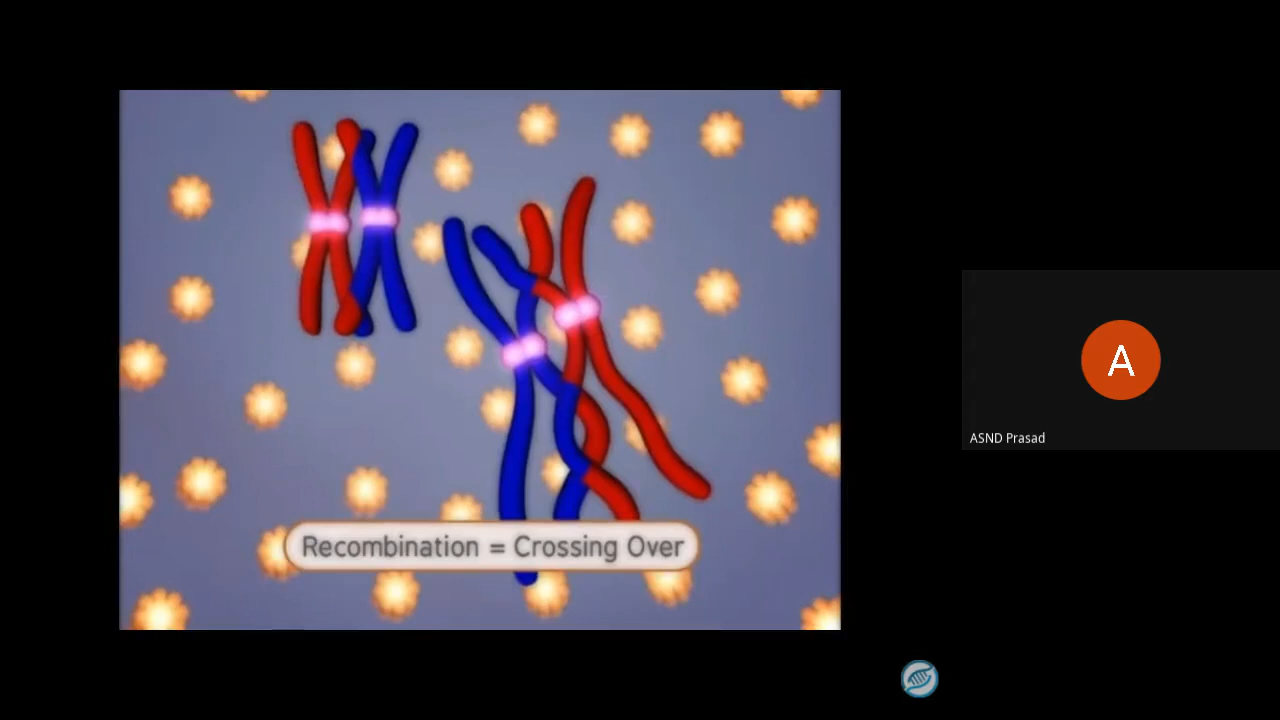 Recombination = Crossing Over
A
ASND Prasad